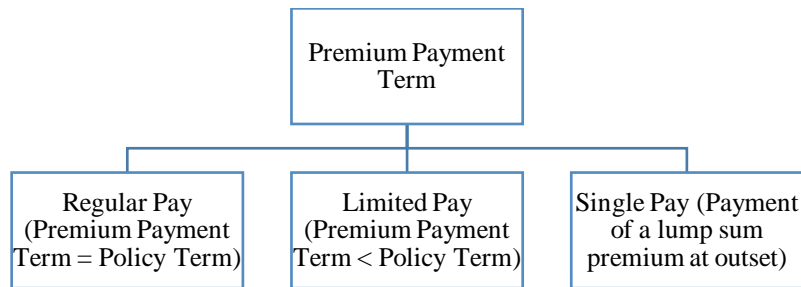 Premium Payment
Term
Regular Pay
(Premium Payment
Term = Policy Term)
Limited Pay
(Premium Payment
Term < Policy Term)
Single Pay (Payment
of a lump sum
premium at outset)